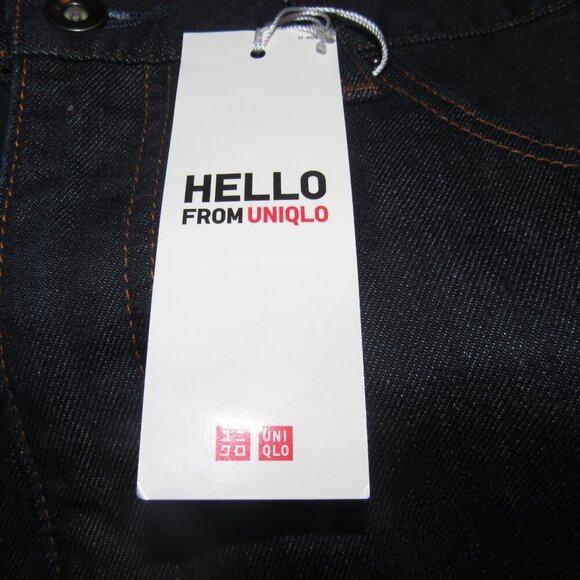 HELLO
FROM UNIQLO
ユニ UNI
クロ QLO